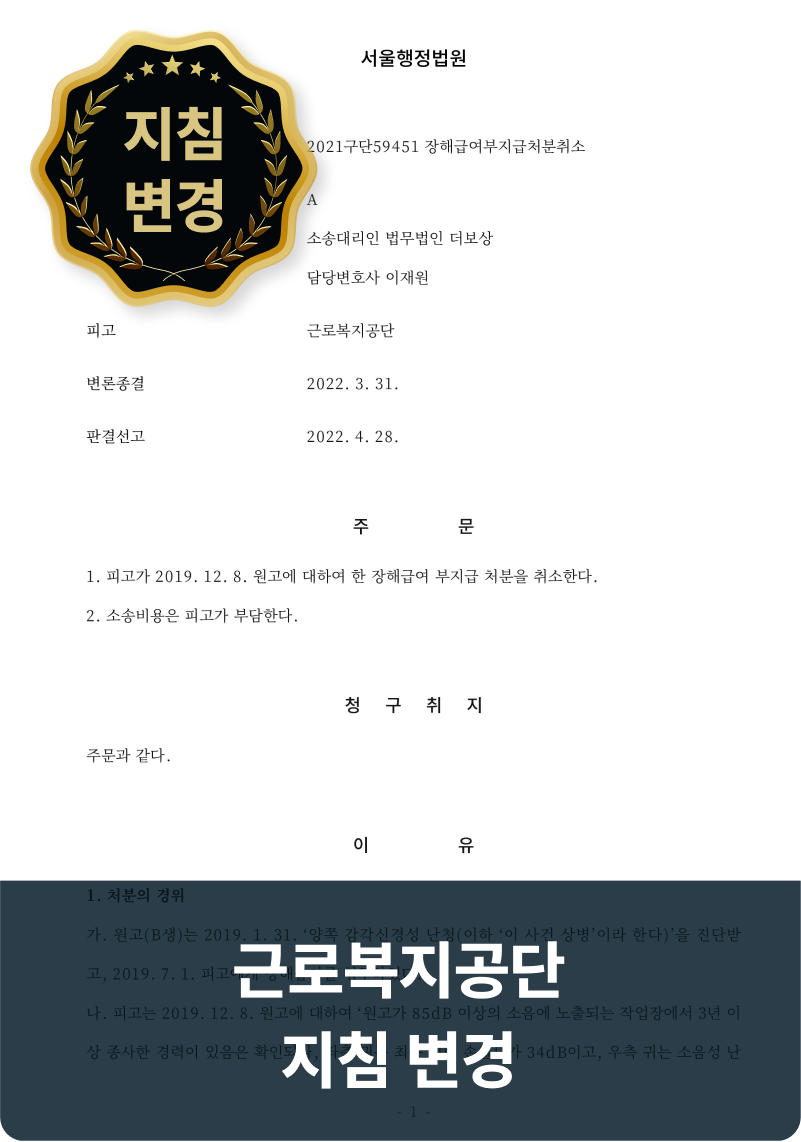 서울행정법원
지침
변경
2021구단59451 장해급여부지급처분취소
A
소송대리인 법무법인 더보상
담당변호사 이재원
피고 근로복지공단
변론종결 2022. 3. 31.
판결선고 2022. 4. 28.
주 문
1. 피고가 2019. 12. 8. 원고에 대하여 한 장해급여 부지급 처분을 취소한다.
2. 소송비용은 피고가 부담한다.
청 구 취 지
주문과 같다.
이 유
1. 처분의 경위
가. 원고(B생)는 2019. 1. 31. ‘양쪽 감각신경성 난청(이하 ‘이 사건 상병’이라 한다)’을 진단받
고, 2019. 7. 1. 피고에게
근로복지공단
나. 피고는 2019. 12. 8. 원고에 대하여 ‘원고가 85dB 이상의 소음에 노출되는 작업장에서 3년 이
상 종사한 경력이 있음은 34dB이고, 우측 귀는 소음성 난
지침 변경
- 1 -